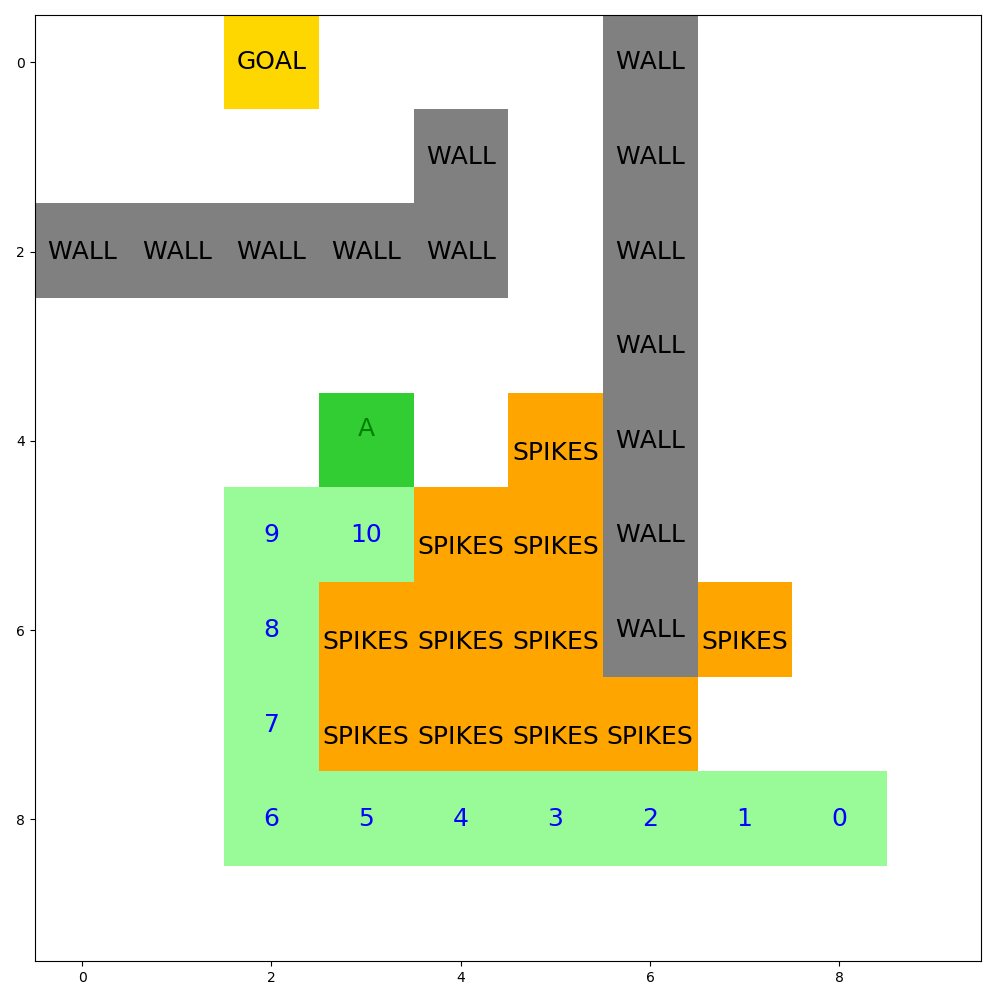 0 GOAL WALL
WALL WALL
2 WALL WALL WALL WALL WALL WALL
WALL
4 A SPIKES WALL
9 10 SPIKES SPIKES WALL
6 8 SPIKES SPIKES SPIKES WALL SPIKES
7 SPIKES SPIKES SPIKES SPIKES
8 6 5 4 3 2 1 0
0 2 4 6 8